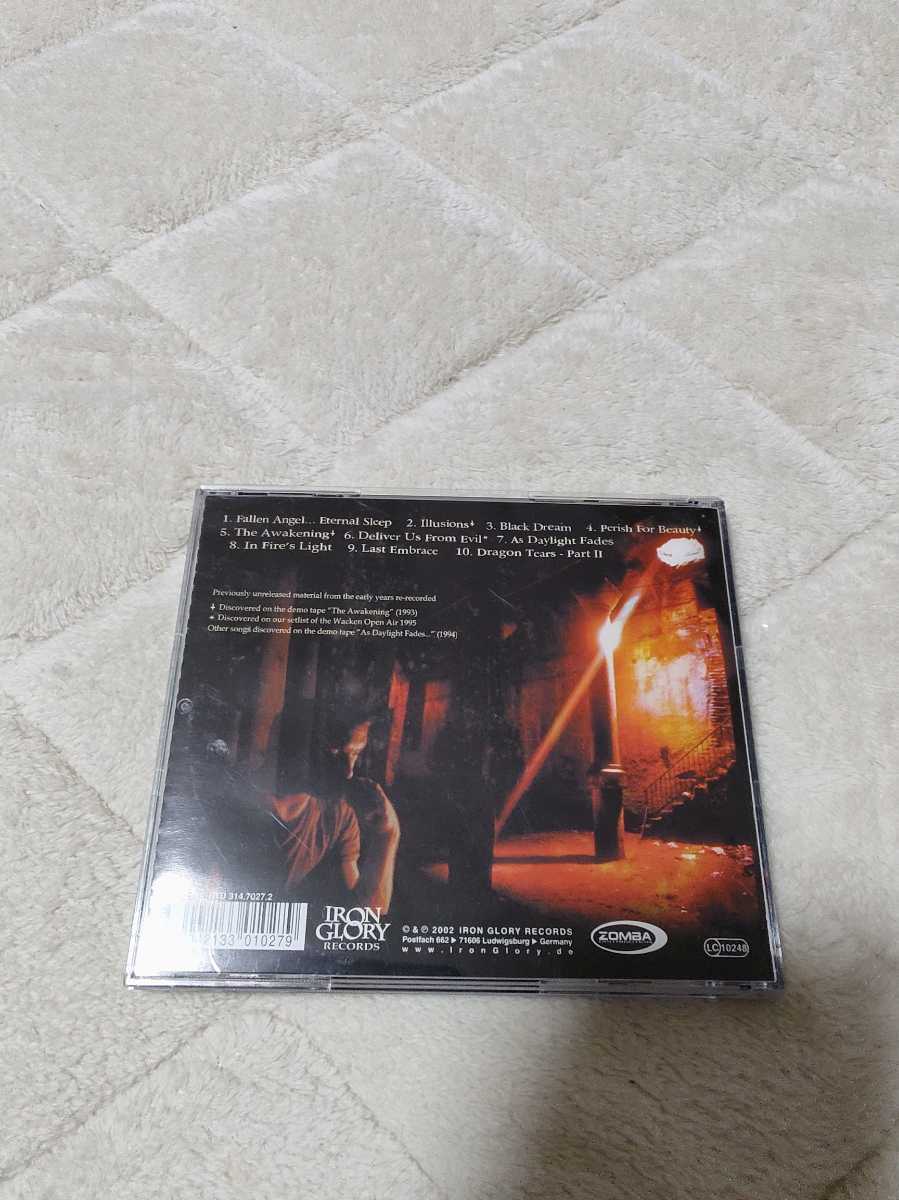 1. Fallen Angel... Eternal Sleep 2. Illusions⸸ 3. Black Dream 4. Perish For Beauty⸸
5. The Awakening⸸ 6. Deliver Us From Evil* 7. As Daylight Fades
8. In Fire's Light 9. Last Embrace 10. Dragon Tears - Part II
Previously unreleased material from the early years re-recorded
⸸ Discovered on the demo tape "The Awakening" (1993)
* Discovered on our setlist of the Wacken Open Air 1995
Other songs discovered on the demo tape "As Daylight Fades..." (1994)
314.7027.2
2133 010279
IRON
GLORY
RECORDS
© & ℗ 2002 IRON GLORY RECORDS
Postfach 662 ▶ 71606 Ludwigsburg ▶ Germany
www.IronGlory.de
ZOMBA
LC 10248